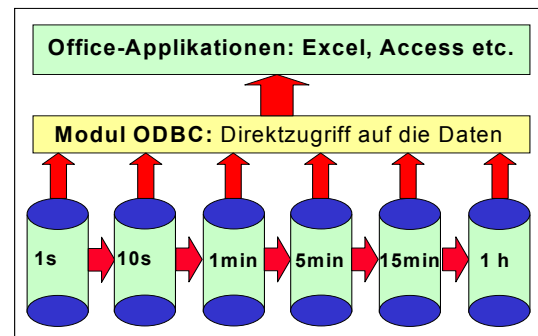 Office-Applikationen: Excel, Access etc.
Modul ODBC: Direktzugriff auf die Daten
1s 10s 1min 5min 15min 1 h